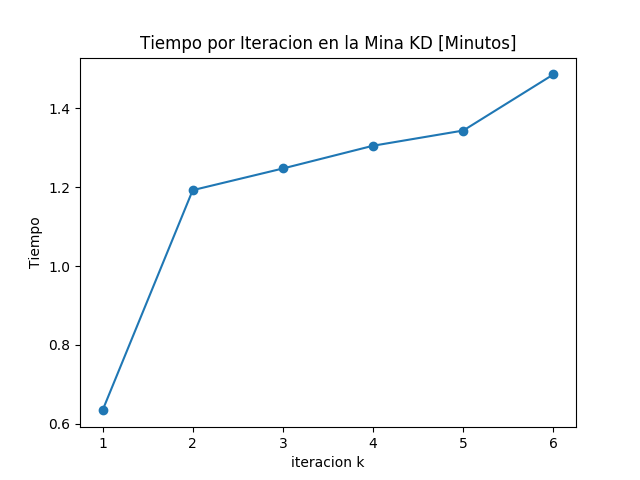 Tiempo por Iteracion en la Mina KD [Minutos]
1.4
1.2
1.0
0.8
0.6
Tiempo
1 2 3 4 5 6
iteracion k